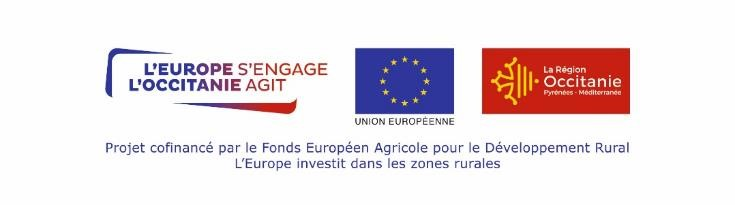 L'EUROPE S'ENGAGE
L'OCCITANIE AGIT
UNION EUROPÉENNE
La Région
Occitanie
Pyrénées - Méditerranée
Projet cofinancé par le Fonds Européen Agricole pour le Développement Rural
L'Europe investit dans les zones rurales